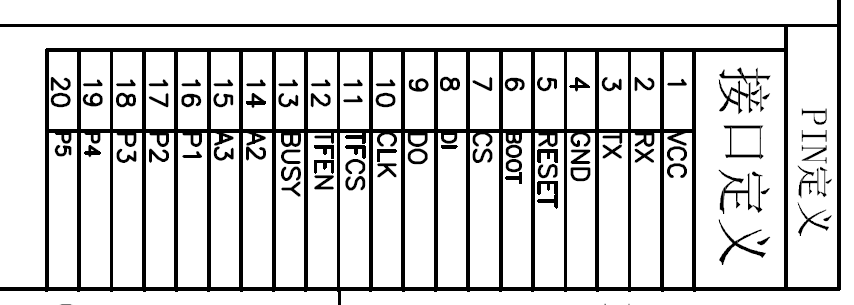 PIN定义
接口定义
1 VCC
2 RX
3 TX
4 GND
5 RESET
6 BOOT
7 CS
8 DI
9 DO
10 CLK
11 TFCS
12 TFEN
13 BUSY
14 A2
15 A3
16 P1
17 P2
18 P3
19 P4
20 P5